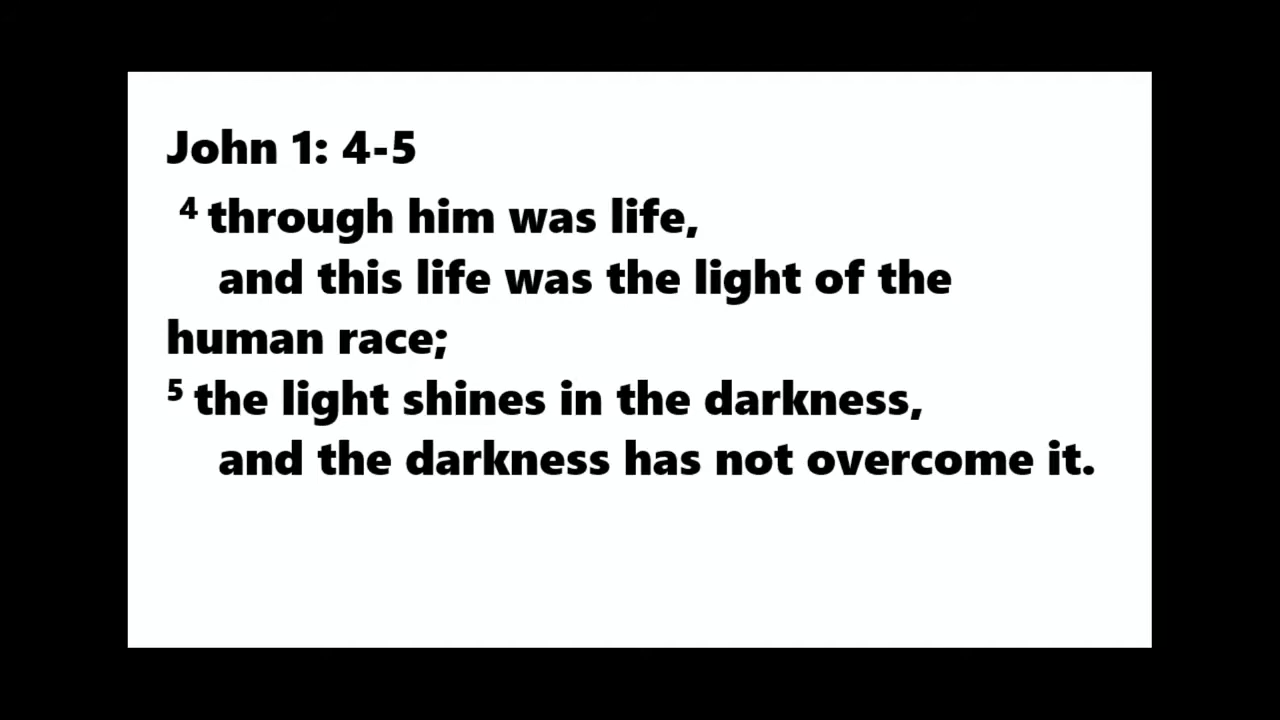 John 1: 4-5
⁴ through him was life,
and this life was the light of the
human race;
⁵ the light shines in the darkness,
and the darkness has not overcome it.